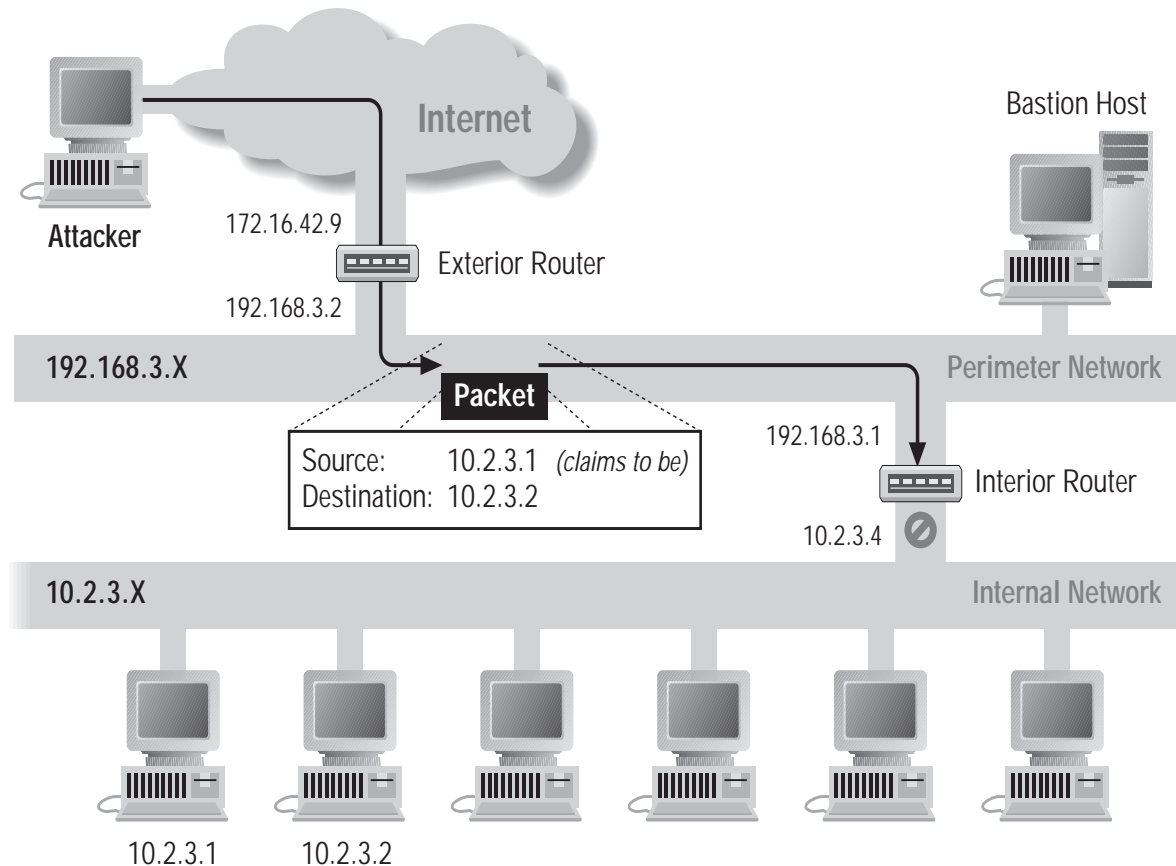 Internet
Bastion Host
Attacker
172.16.42.9
Exterior Router
192.168.3.2
192.168.3.X
Perimeter Network
Packet
Source: 10.2.3.1 (claims to be)
Destination: 10.2.3.2
192.168.3.1
Interior Router
10.2.3.4
10.2.3.X
Internal Network
10.2.3.1
10.2.3.2